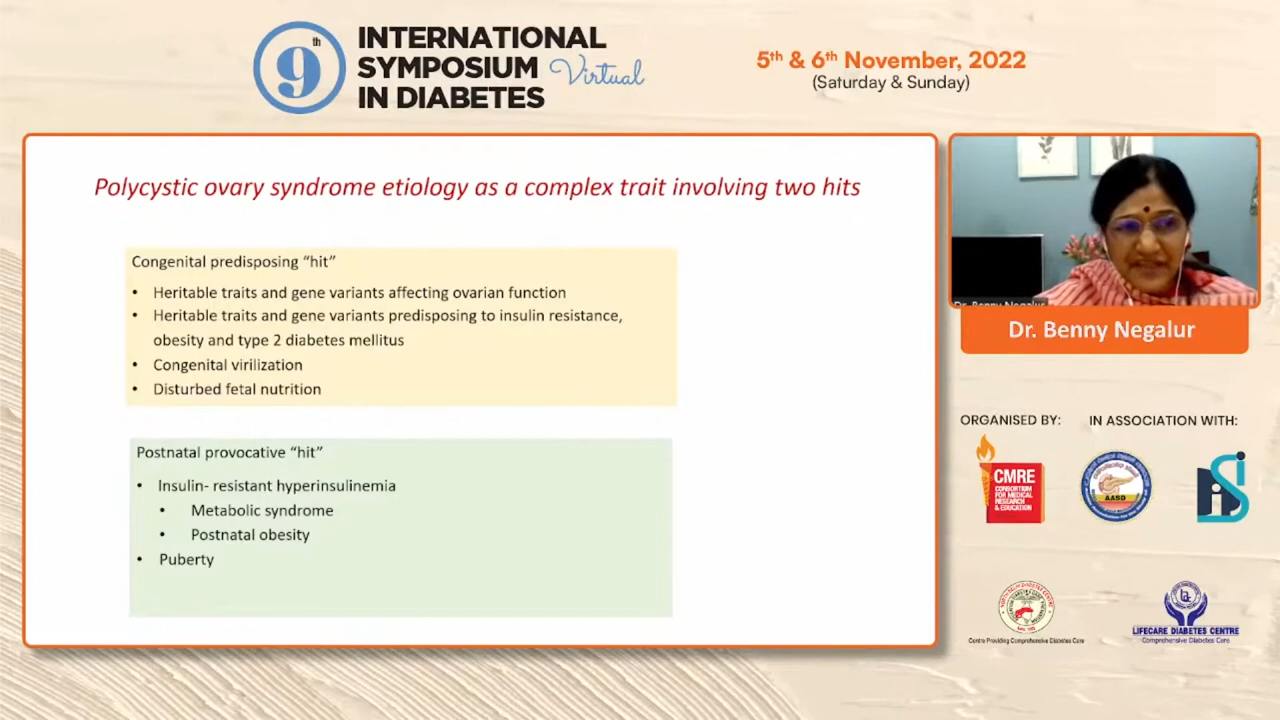 9th
INTERNATIONAL
SYMPOSIUM Virtual
IN DIABETES
5th & 6th November, 2022
(Saturday & Sunday)
Polycystic ovary syndrome etiology as a complex trait involving two hits
Congenital predisposing “hit”
• Heritable traits and gene variants affecting ovarian function
• Heritable traits and gene variants predisposing to insulin resistance,
obesity and type 2 diabetes mellitus
• Congenital virilization
• Disturbed fetal nutrition
Postnatal provocative “hit”
• Insulin- resistant hyperinsulinemia
• Metabolic syndrome
• Postnatal obesity
• Puberty
Dr. Benny Negalur
Dr. Benny Negalur
ORGANISED BY:
IN ASSOCIATION WITH:
CMRE
CONSORTIUM
FOR MEDICAL
RESEARCH
& EDUCATION
AASD
Centre Providing Comprehensive Diabetes Care
LIFECARE DIABETES CENTRE
Comprehensive Diabetes Care